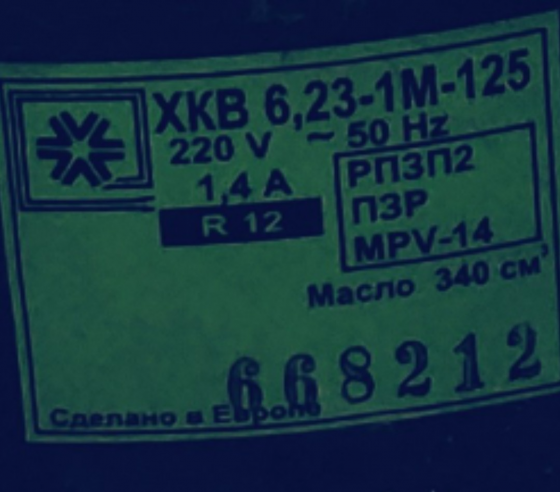 ХКВ 6,23-1М-125
220 V ~ 50 Hz
1,4 A
R 12
РПЗП2
ПЗР
MPV-14
Масло 340 см³
668212
Сделано в Европе